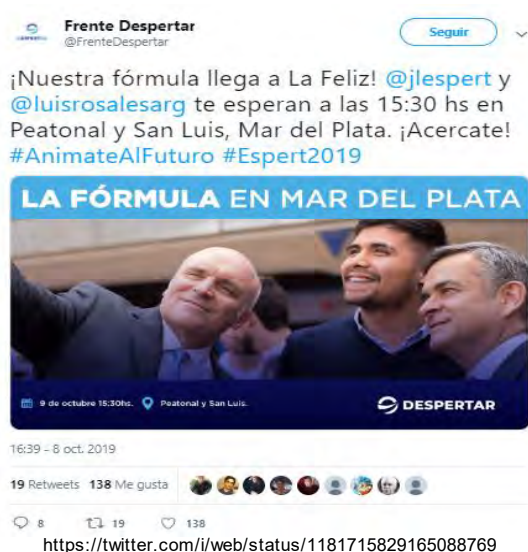 Frente Despertar
@FrenteDespertar
Seguir
¡Nuestra fórmula llega a La Feliz! @jlespert y
@luisrosalesarg te esperan a las 15:30 hs en
Peatonal y San Luis, Mar del Plata. ¡Acercate!
#AnimateAlFuturo #Espert2019
LA FÓRMULA EN MAR DEL PLATA
9 de octubre 15:30hs. Peatonal y San Luis.
DESPERTAR
16:39 - 8 oct. 2019
19 Retweets 138 Me gusta
8 19 138
https://twitter.com/i/web/status/1181715829165088769